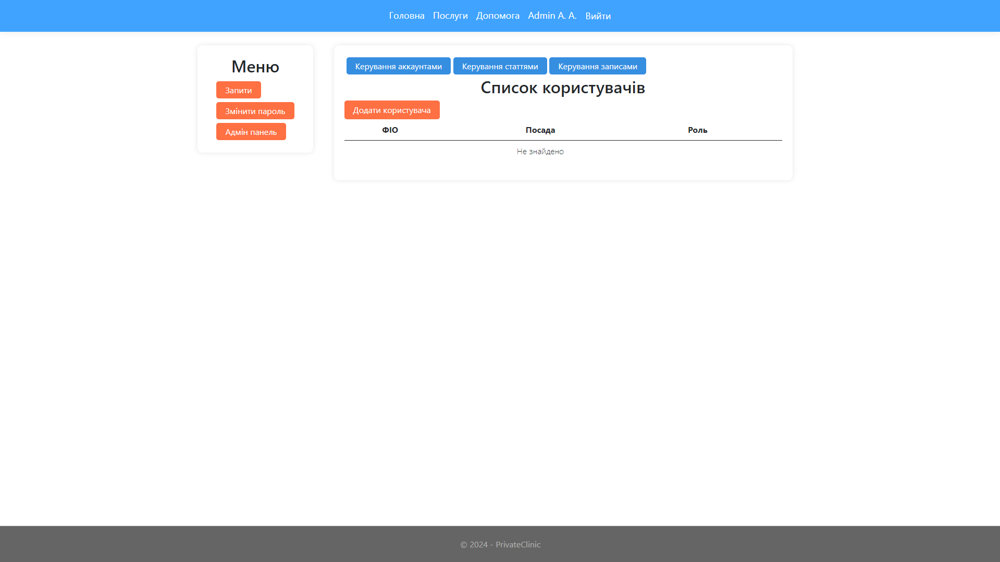 Головна Послуги Допомога Admin A. A. Вийти
Меню
Запити
Змінити пароль
Адмін панель
Керування аккаунтами Керування статтями Керування записами
Список користувачів
Додати користувача
ФІО Посада Роль
Не знайдено
© 2024 - PrivateClinic